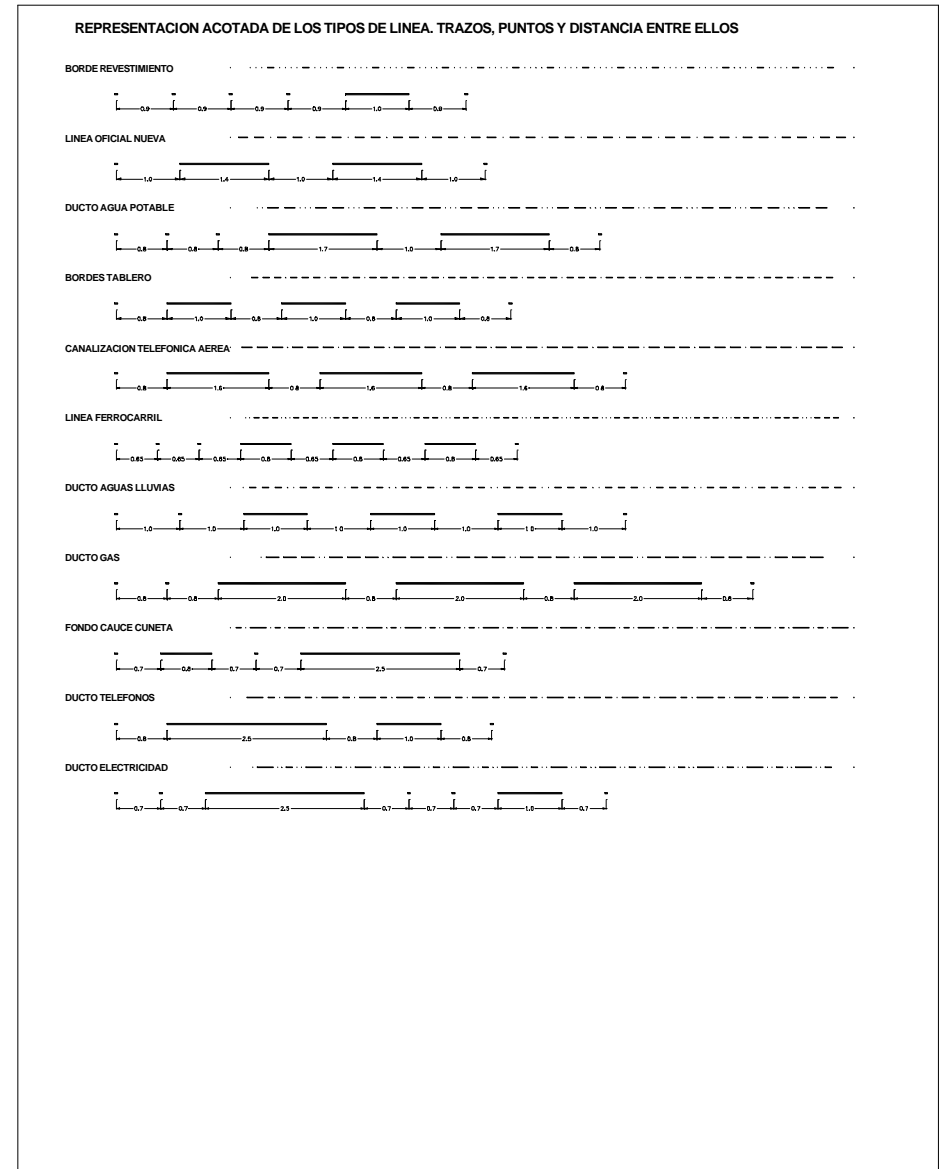 REPRESENTACION ACOTADA DE LOS TIPOS DE LINEA. TRAZOS, PUNTOS Y DISTANCIA ENTRE ELLOS
BORDE REVESTIMIENTO
0.9 0.9 0.9 0.9 1.0 0.9
LINEA OFICIAL NUEVA
1.0 1.4 1.0 1.4 1.0
DUCTO AGUA POTABLE
0.8 0.8 0.8 1.7 1.0 1.7 0.8
BORDES TABLERO
0.8 1.0 0.8 1.0 0.8 1.0 0.8
CANALIZACION TELEFONICA AEREA
0.8 1.6 0.8 1.6 0.8 1.6 0.8
LINEA FERROCARRIL
0.65 0.65 0.65 0.8 0.65 0.8 0.65 0.8 0.65
DUCTO AGUAS LLUVIAS
1.0 1.0 1.0 1.0 1.0 1.0 1.0 1.0
DUCTO GAS
0.8 0.8 2.0 0.8 2.0 0.8 2.0 0.8
FONDO CAUCE CUNETA
0.7 0.8 0.7 0.7 2.5 0.7
DUCTO TELEFONOS
0.8 2.5 0.8 1.0 0.8
DUCTO ELECTRICIDAD
0.7 0.7 2.5 0.7 0.7 0.7 1.0 0.7